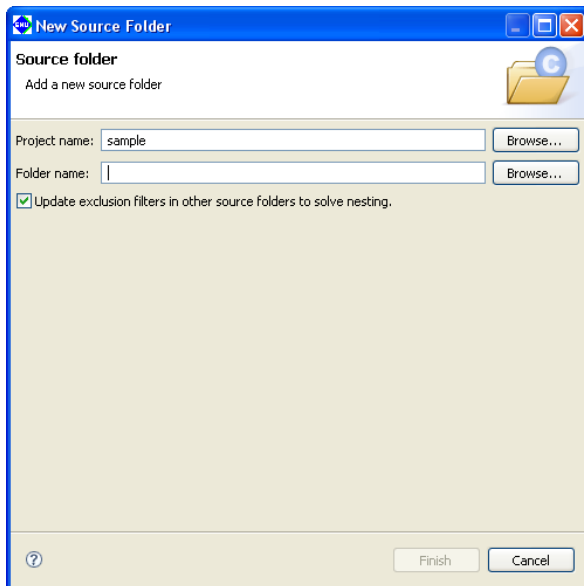 GNU New Source Folder
Source folder
Add a new source folder
C
Project name: sample Browse...
Folder name: Browse...
Update exclusion filters in other source folders to solve nesting.
? Finish Cancel